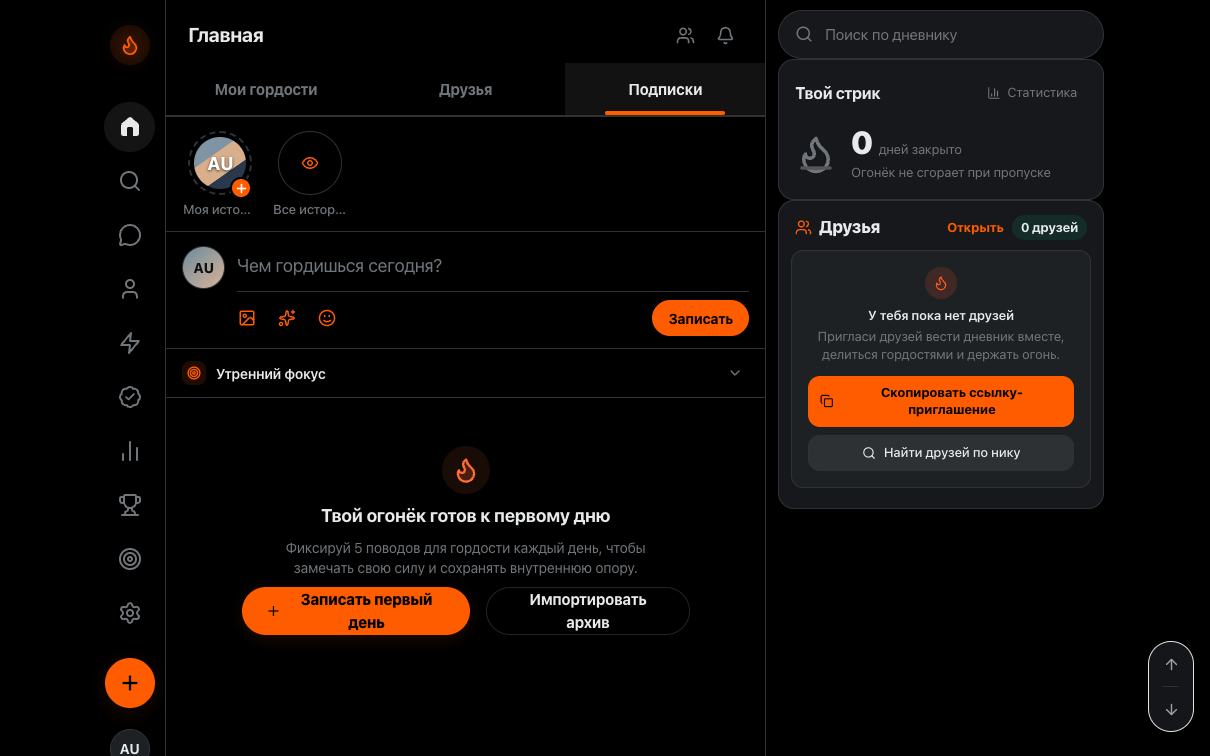 Главная
Мои гордости
Друзья
Подписки
AU
Моя исто...
Все истор...
AU
Чем гордишься сегодня?
Записать
Утренний фокус
Твой огонёк готов к первому дню
Фиксируй 5 поводов для гордости каждый день, чтобы
замечать свою силу и сохранять внутреннюю опору.
Записать первый
день
Импортировать
архив
AU
Поиск по дневнику
Твой стрик
Статистика
0 дней закрыто
Огонёк не сгорает при пропуске
Друзья
Открыть
0 друзей
У тебя пока нет друзей
Пригласи друзей вести дневник вместе,
делиться гордостями и держать огонь.
Скопировать ссылку-
приглашение
Найти друзей по нику